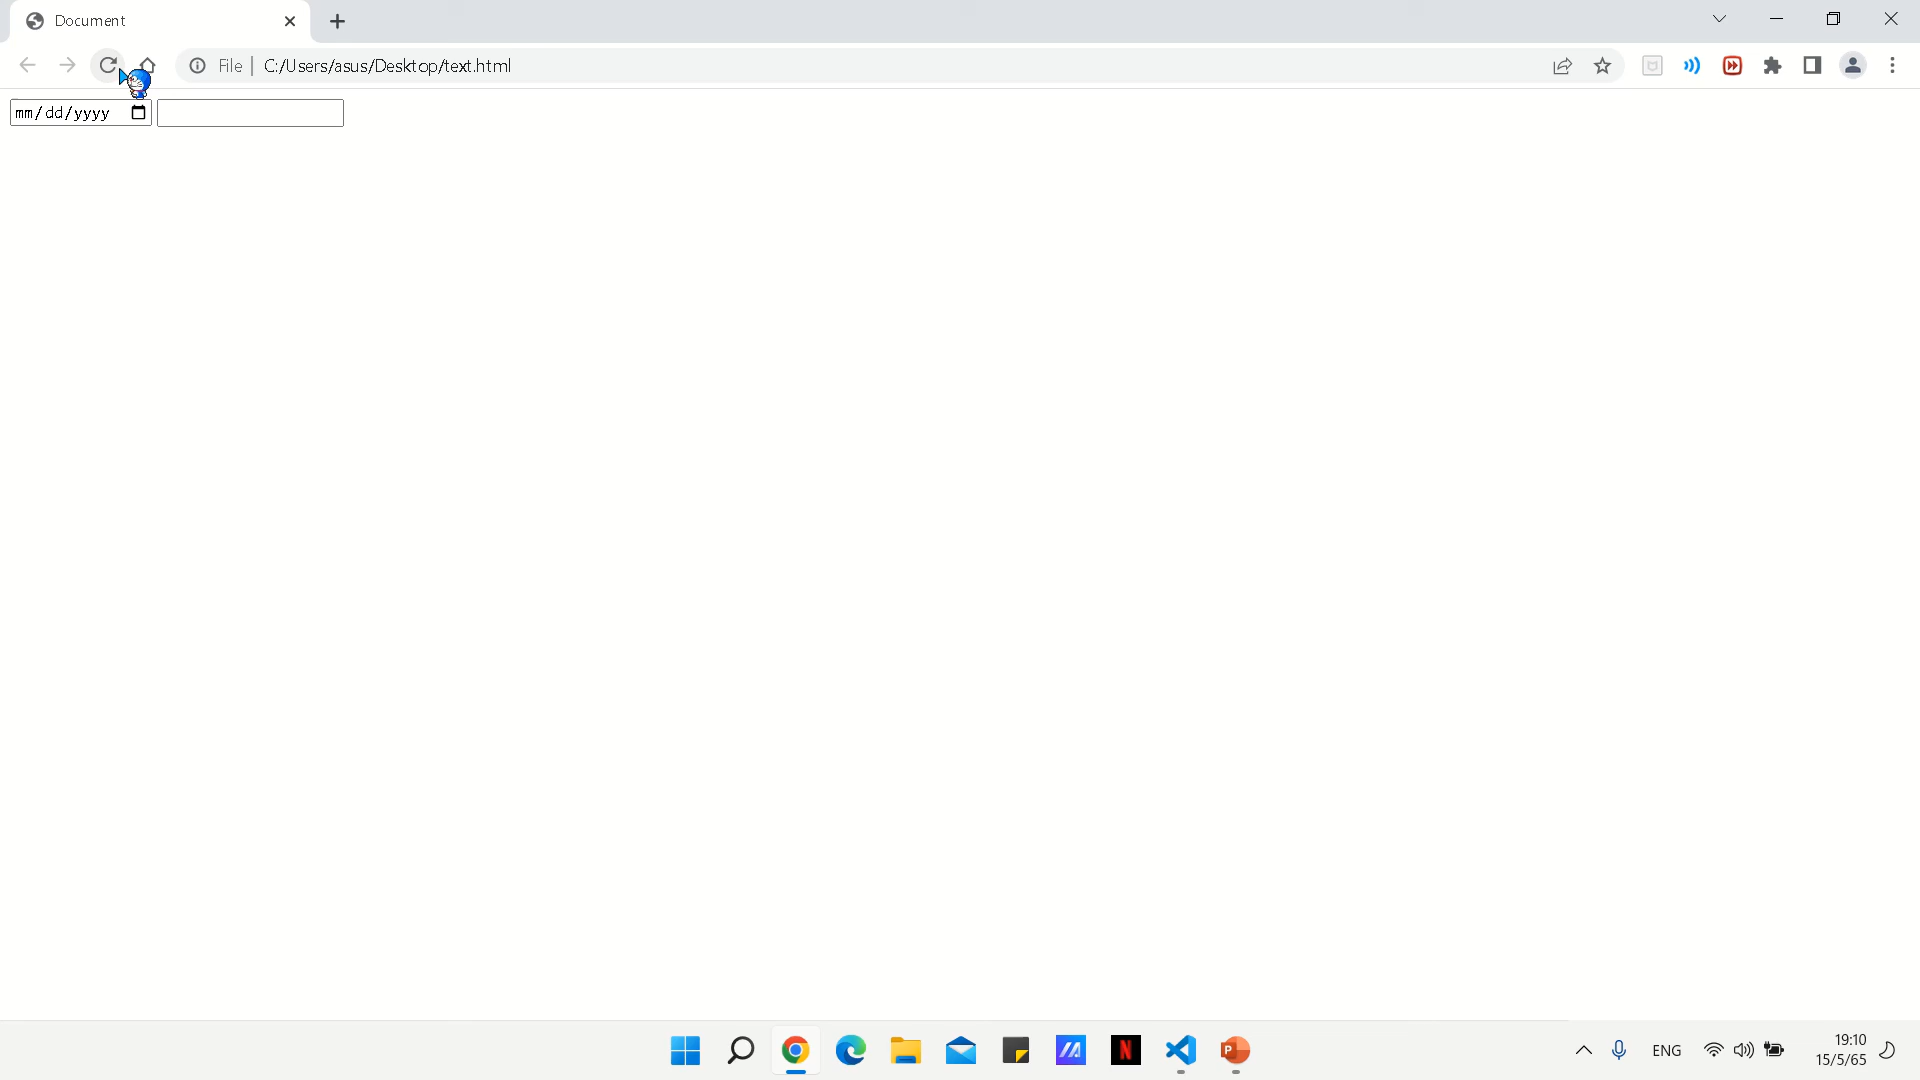 Document
File
C:/Users/asus/Desktop/text.html
mm/dd/yyyy
ENG
19:10
15/5/65